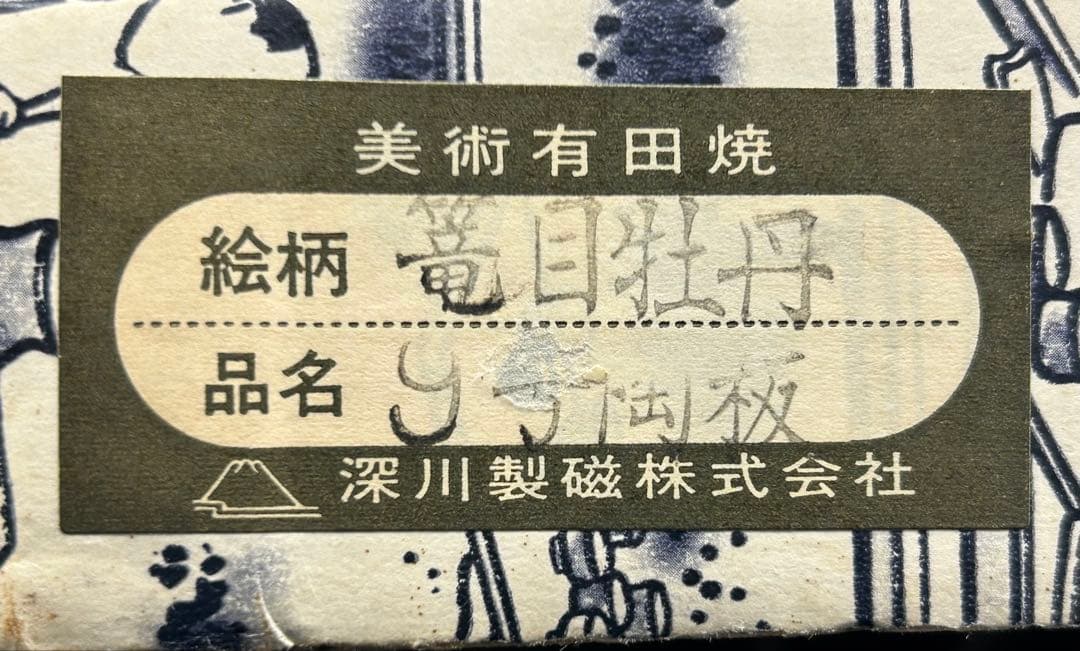 美術有田焼
絵柄 篭目牡丹
品名 9号陶板
深川製磁株式会社